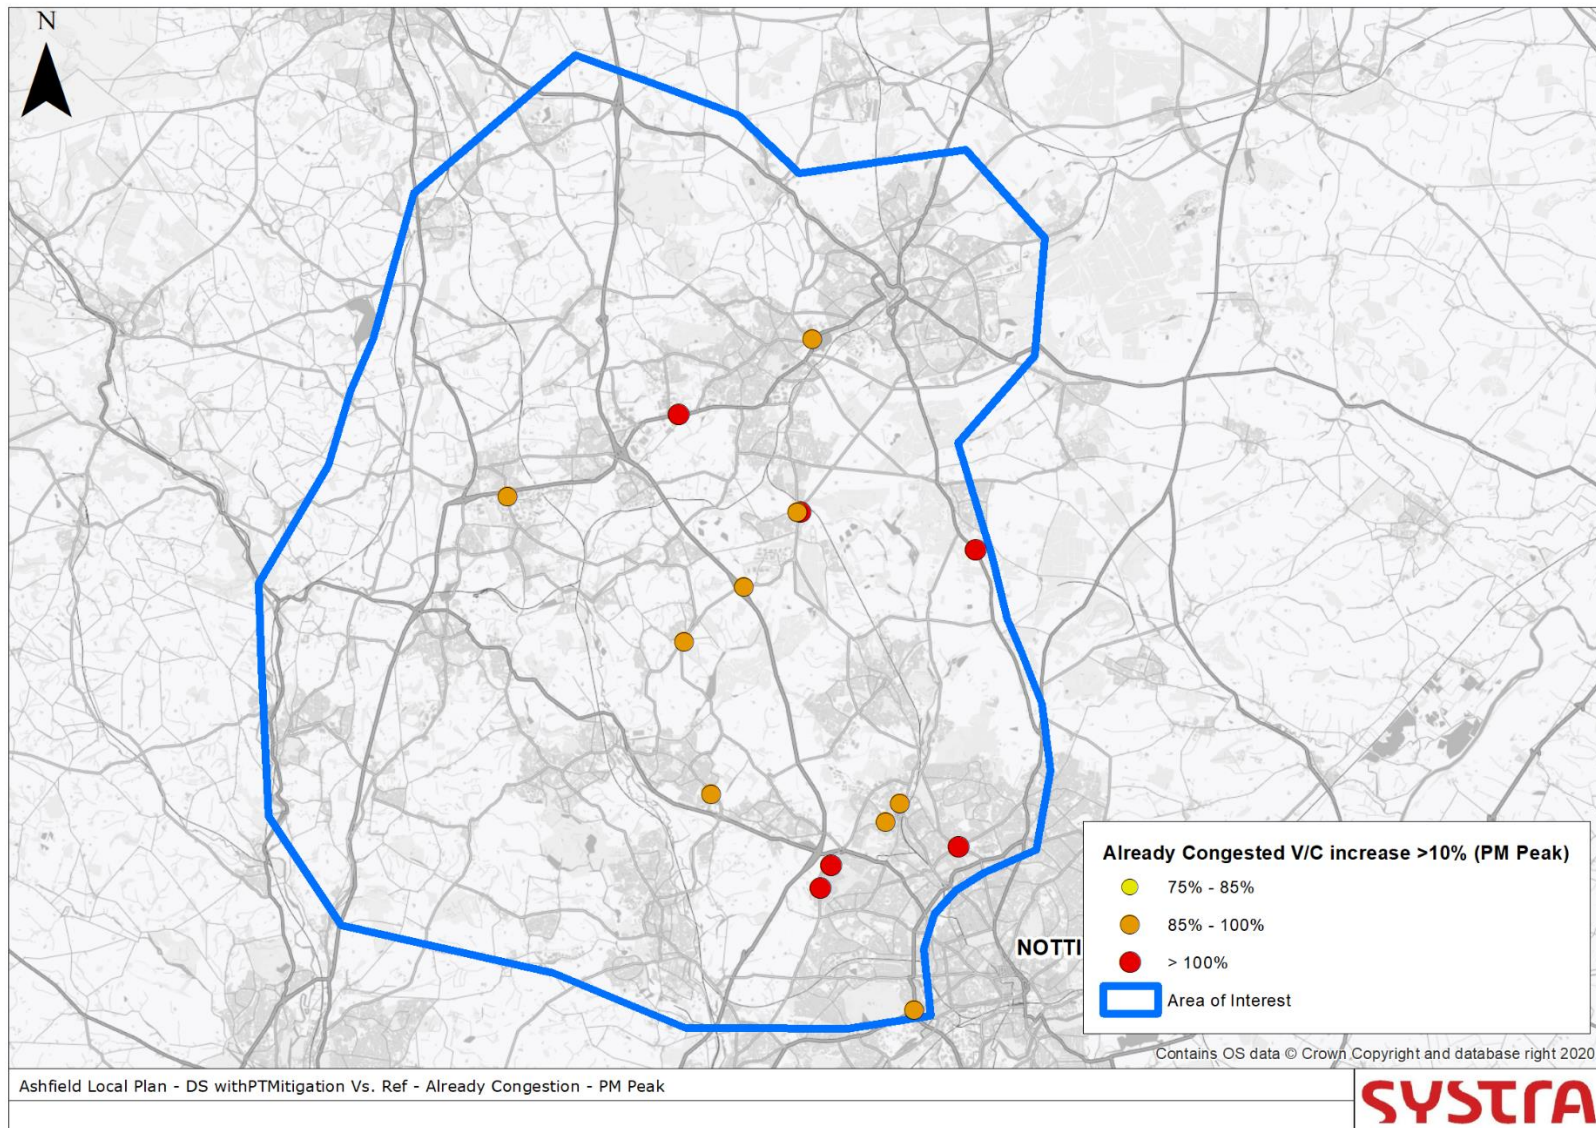 N
NOTTI
Already Congested V/C increase >10% (PM Peak)
75% - 85%
85% - 100%
> 100%
Area of Interest
Contains OS data © Crown Copyright and database right 2020
Ashfield Local Plan - DS withPTMitigation Vs. Ref - Already Congestion - PM Peak
SYSTRA